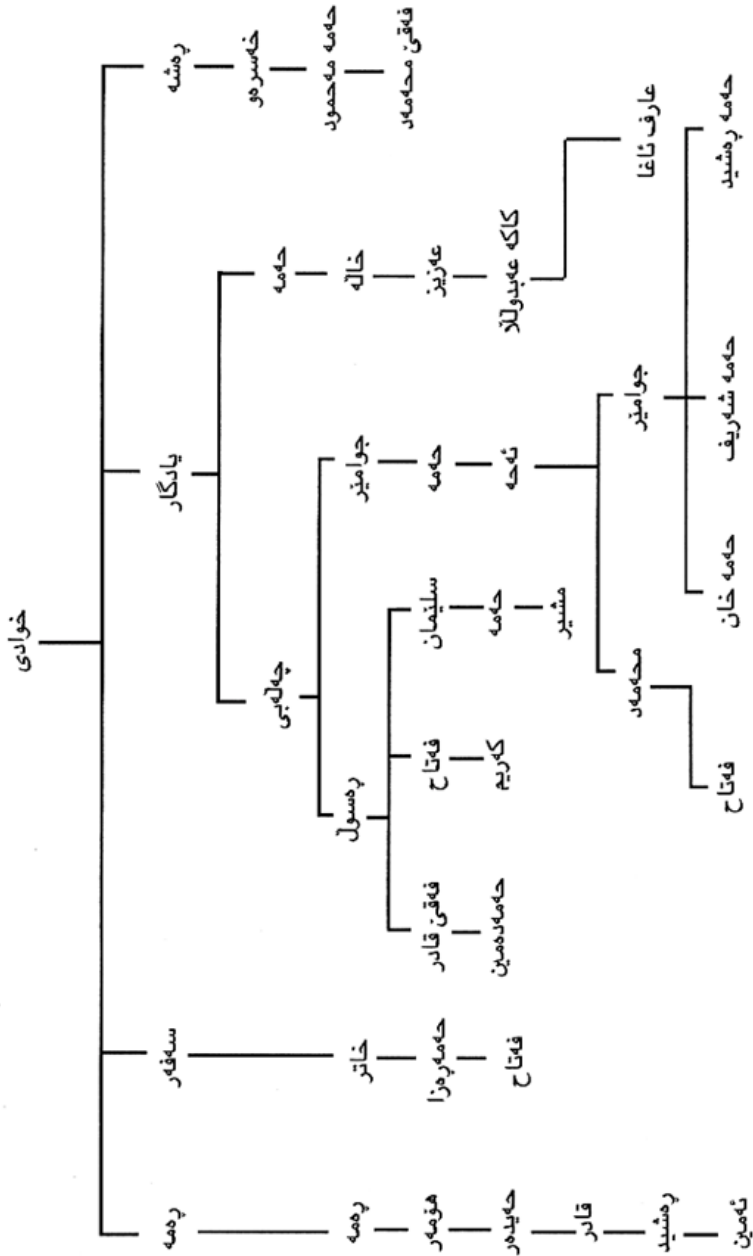 خوادی
ڕەشە
یادگار
سەفەر
ڕەمە
خەسرەو
حەمە
چەڵەبی
حەمە مەحمود
خاڵە
جوامێر
ڕەسوڵ
خاتر
ڕەمە
فەقێ محەمەد
عەزیز
حەمە
سلێمان
فەتاح
فەقێ قادر
حەمەڕەزا
هۆمەر
کاکە عەبدوڵڵا
ئەحە
حەمە
کەریم
حەمەدەمین
فەتاح
حەیدەر
مشیر
قادر
عارف ئاغا
جوامێر
محەمەد
ڕەشید
حەمە ڕەشید
حەمە شەریف
حەمە خان
فەتاح
ئەمین